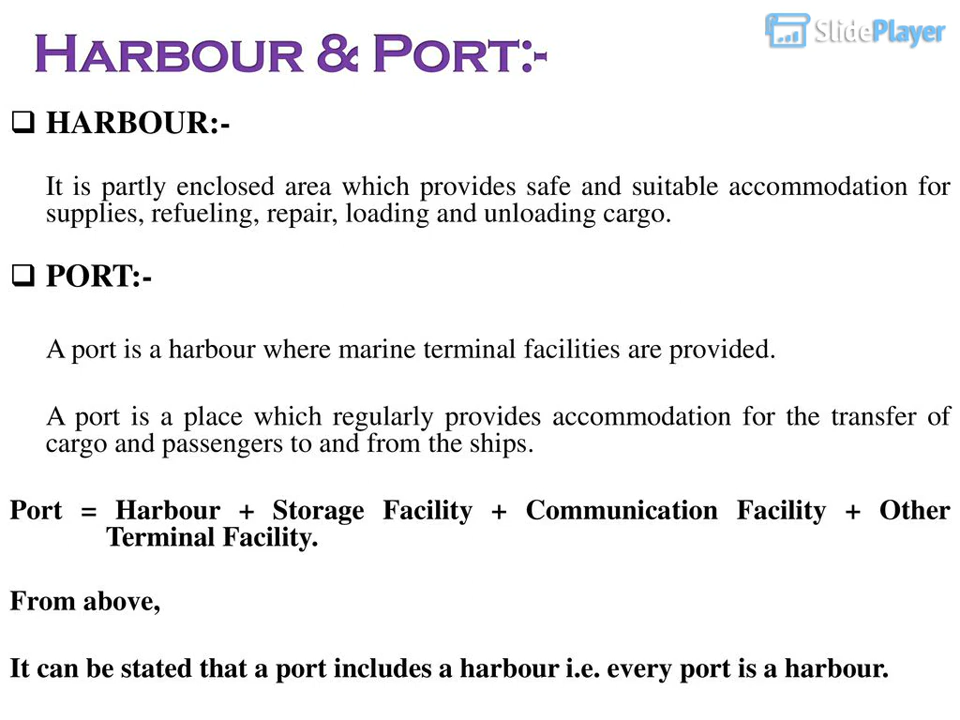 HARBOUR & PORT:-
SlidePlayer
HARBOUR:-
It is partly enclosed area which provides safe and suitable accommodation for
supplies, refueling, repair, loading and unloading cargo.
PORT:-
A port is a harbour where marine terminal facilities are provided.
A port is a place which regularly provides accommodation for the transfer of
cargo and passengers to and from the ships.
Port = Harbour + Storage Facility + Communication Facility + Other
Terminal Facility.
From above,
It can be stated that a port includes a harbour i.e. every port is a harbour.